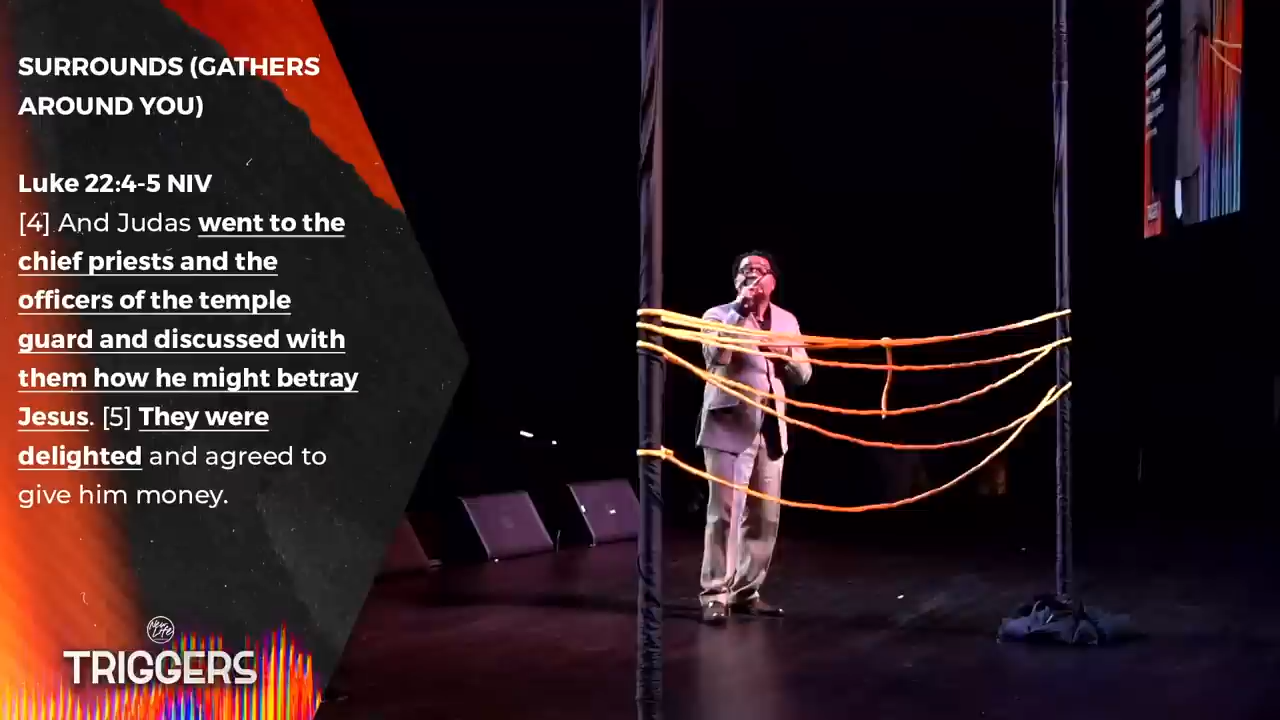 SURROUNDS (GATHERS
AROUND YOU)
Luke 22:4-5 NIV
[4] And Judas went to the
chief priests and the
officers of the temple
guard and discussed with
them how he might betray
Jesus. [5] They were
delighted and agreed to
give him money.
New Life
TRIGGERS